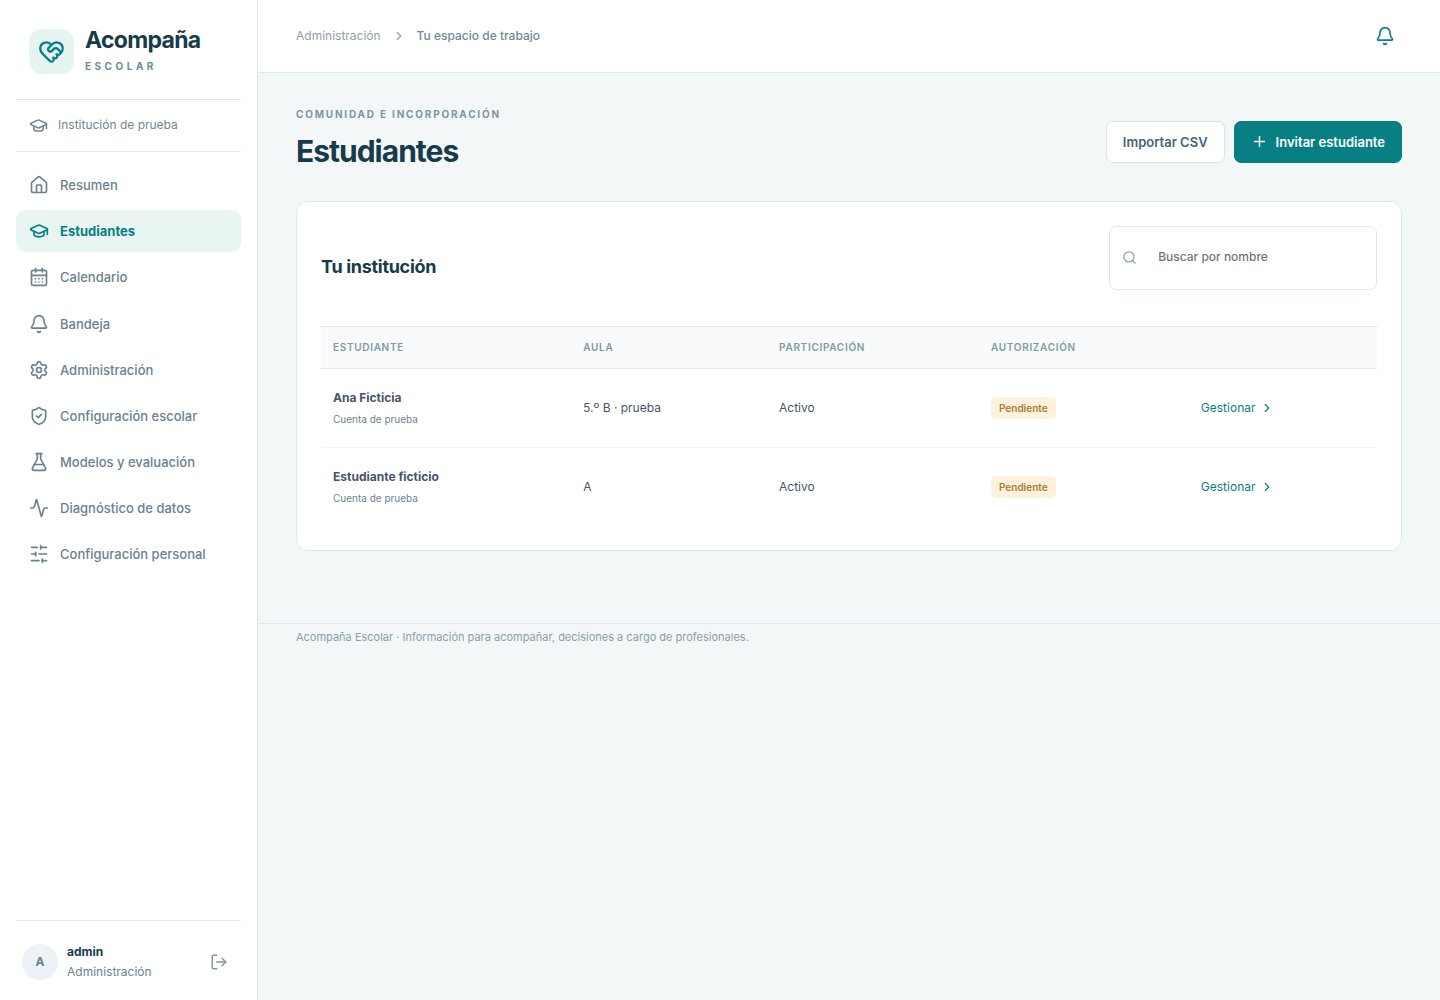 Acompaña
ESCOLAR
Institución de prueba
Resumen
Estudiantes
Calendario
Bandeja
Administración
Configuración escolar
Modelos y evaluación
Diagnóstico de datos
Configuración personal
A
admin
Administración
Administración
Tu espacio de trabajo
COMUNIDAD E INCORPORACIÓN
Estudiantes
Importar CSV
Invitar estudiante
Tu institución
Buscar por nombre
ESTUDIANTE AULA PARTICIPACIÓN AUTORIZACIÓN
Ana Ficticia
Cuenta de prueba
5.º B · prueba
Activo
Pendiente
Gestionar
Estudiante ficticio
Cuenta de prueba
A
Activo
Pendiente
Gestionar
Acompaña Escolar · Información para acompañar, decisiones a cargo de profesionales.